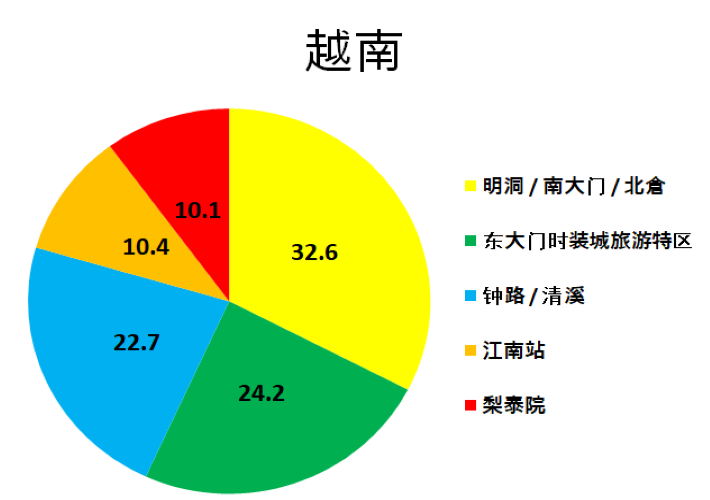 越南
32.6
24.2
22.7
10.4
10.1
明洞 / 南大门 / 北倉
东大门时装城旅游特区
钟路 / 清溪
江南站
梨泰院